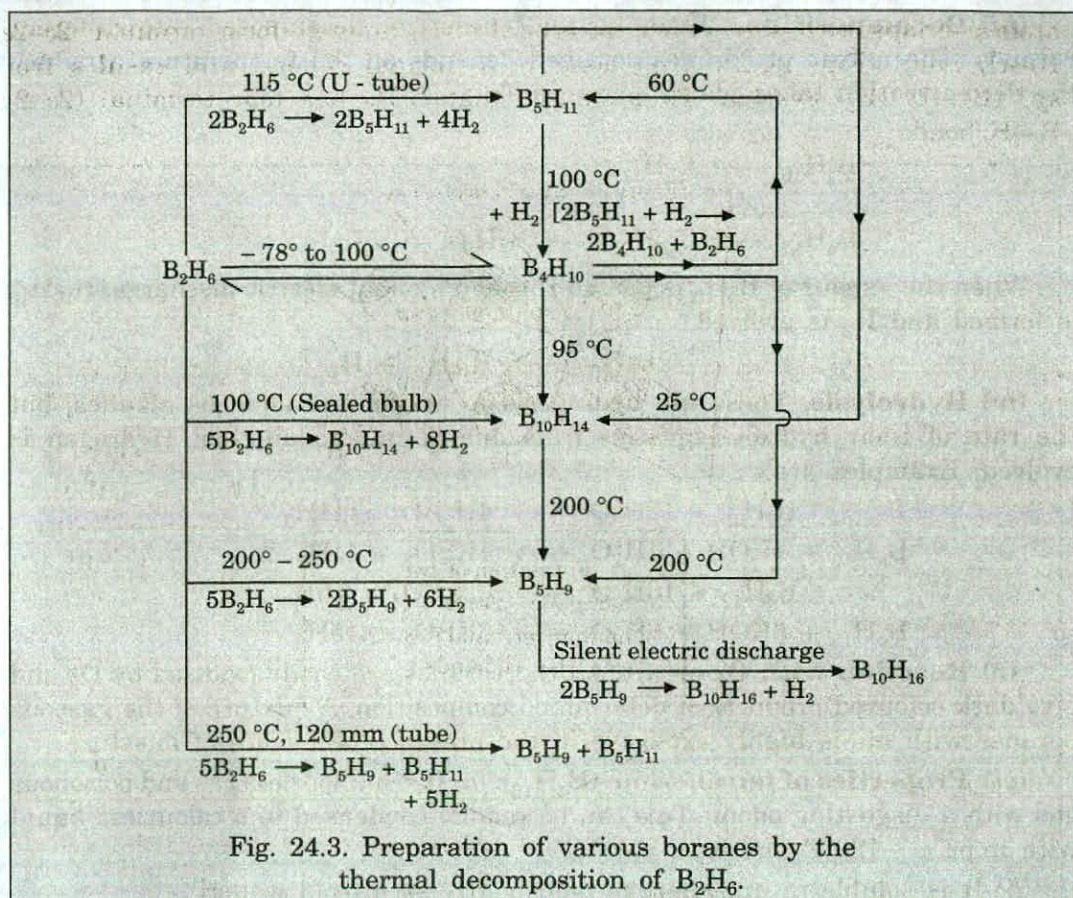 115 °C (U - tube)
2B₂H₆ ⟶ 2B₅H₁₁ + 4H₂
B₅H₁₁
60 °C
100 °C
+ H₂ [2B₅H₁₁ + H₂ ⟶
2B₄H₁₀ + B₂H₆
B₂H₆
– 78° to 100 °C
B₄H₁₀
95 °C
100 °C (Sealed bulb)
5B₂H₆ ⟶ B₁₀H₁₄ + 8H₂
B₁₀H₁₄
25 °C
200 °C
200° – 250 °C
5B₂H₆ ⟶ 2B₅H₉ + 6H₂
B₅H₉
200 °C
Silent electric discharge
2B₅H₉ ⟶ B₁₀H₁₆ + H₂
B₁₀H₁₆
250 °C, 120 mm (tube)
5B₂H₆ ⟶ B₅H₉ + B₅H₁₁
+ 5H₂
B₅H₉ + B₅H₁₁
Fig. 24.3. Preparation of various boranes by the
thermal decomposition of B₂H₆.